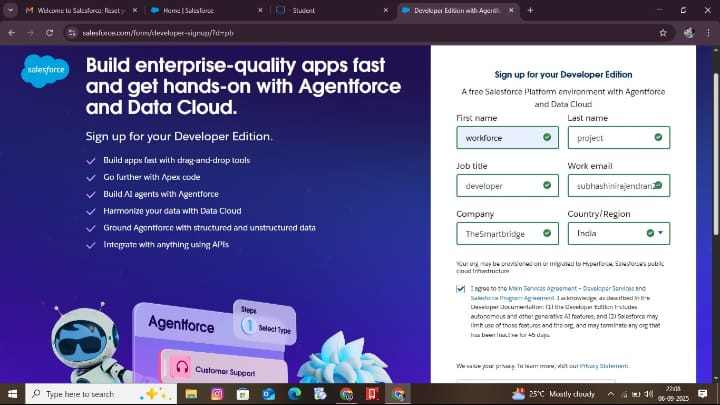 Welcome to Salesforce: Reset y
Home | Salesforce
Student
Developer Edition with Agentf
salesforce.com/form/developer-signup/?d=pb
salesforce
Build enterprise-quality apps fast
and get hands-on with Agentforce
and Data Cloud.
Sign up for your Developer Edition.
Build apps fast with drag-and-drop tools
Go further with Apex code
Build AI agents with Agentforce
Harmonize your data with Data Cloud
Ground Agentforce with structured and unstructured data
Integrate with anything using APIs
Agentforce
Steps
1 Select Type
Customer Support
Sign up for your Developer Edition
A free Salesforce Platform environment with Agentforce
and Data Cloud
First name Last name
workforce project
Job title Work email
developer subhashinirajendran2
Company Country/Region
TheSmartbridge India
Your org may be provisioned on or migrated to Hyperforce, Salesforce's public
cloud infrastructure
I agree to the Main Services Agreement – Developer Services and
Salesforce Program Agreement. I acknowledge, as described in the
Developer Documentation: (1) the Developer Edition includes
autonomous and other generative AI features, and (2) Salesforce may
limit use of those features and the org, and may terminate any org that
has been inactive for 45 days.
We value your privacy. To learn more, visit our Privacy Statement.
Type here to search
25°C Mostly cloudy
22:08
06-09-2025